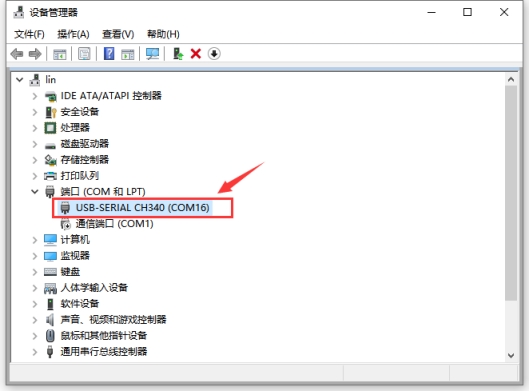 设备管理器
文件(F) 操作(A) 查看(V) 帮助(H)
lin
IDE ATA/ATAPI 控制器
安全设备
处理器
磁盘驱动器
存储控制器
打印队列
端口 (COM 和 LPT)
USB-SERIAL CH340 (COM16)
通信端口 (COM1)
计算机
监视器
键盘
人体学输入设备
软件设备
声音、视频和游戏控制器
鼠标和其他指针设备
通用串行总线控制器